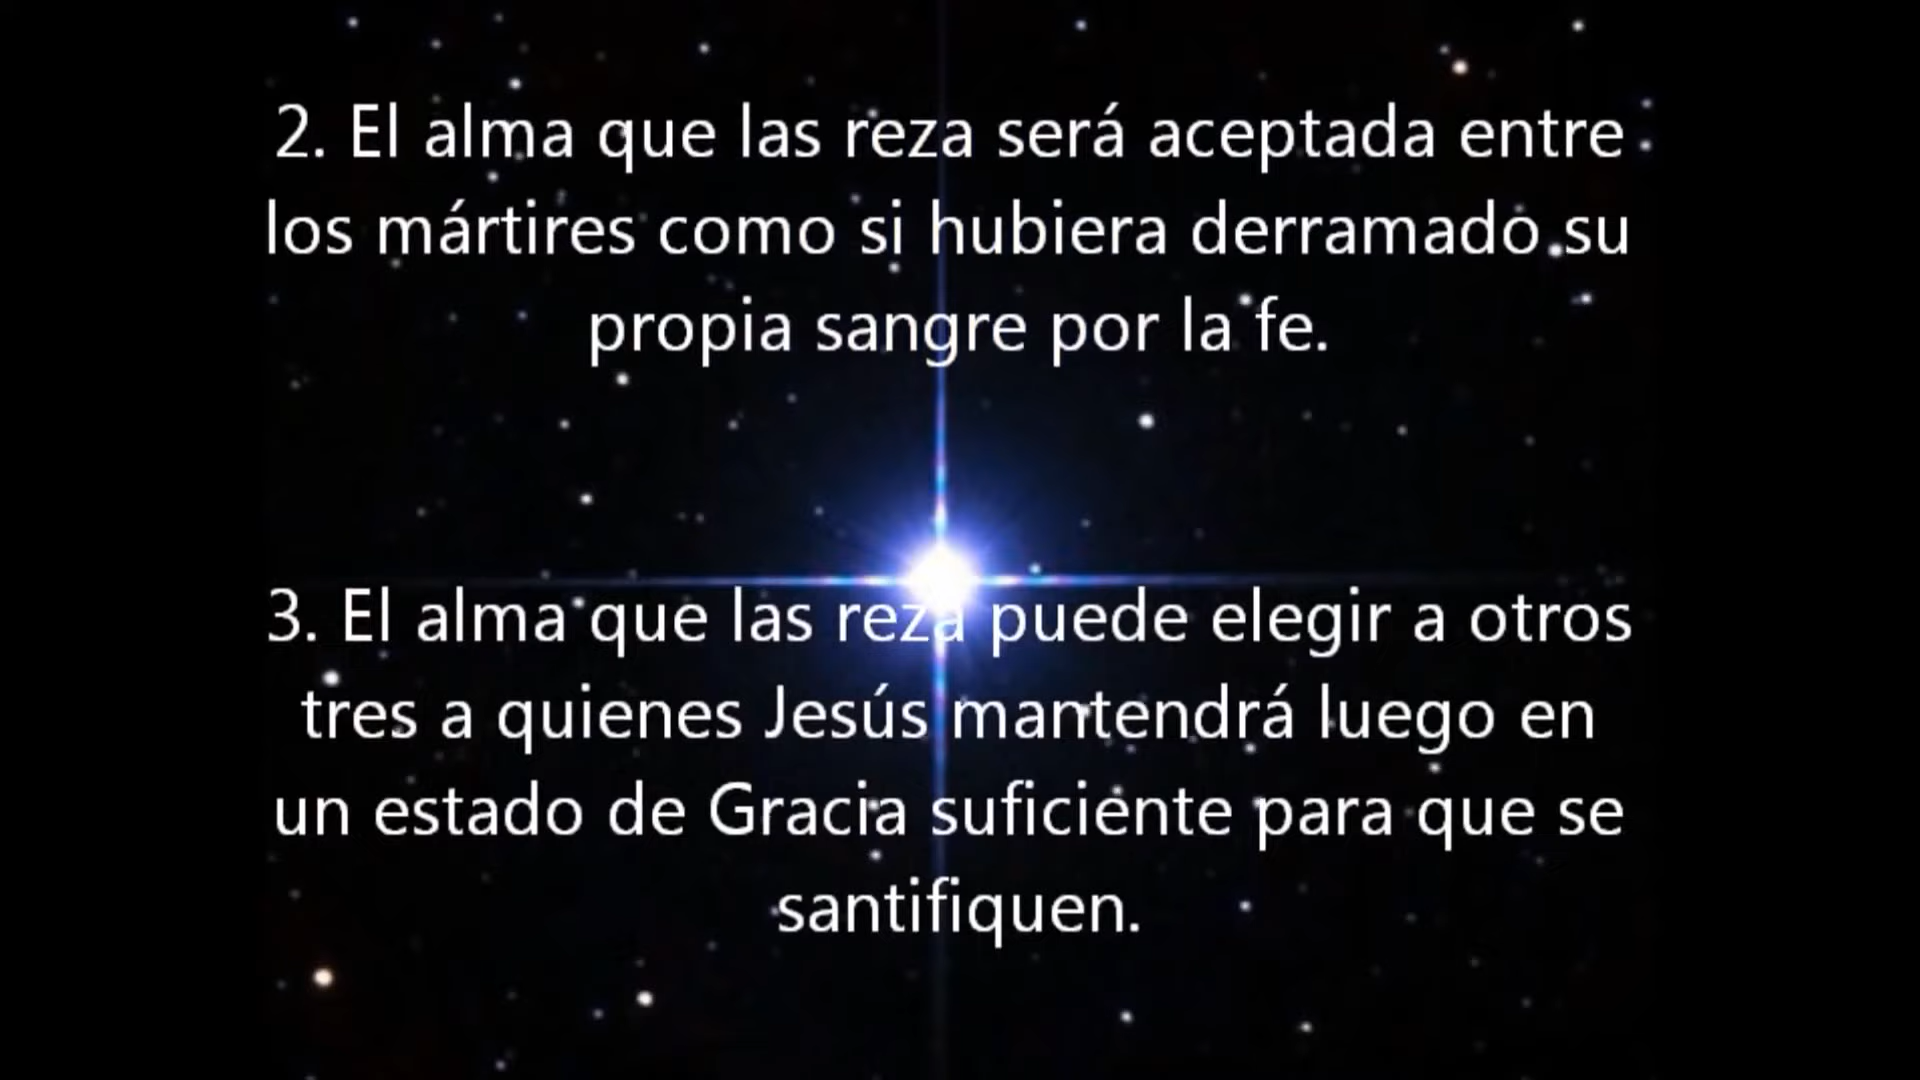 2. El alma que las reza será aceptada entre
los mártires como si hubiera derramado su
propia sangre por la fe.
3. El alma que las reza puede elegir a otros
tres a quienes Jesús mantendrá luego en
un estado de Gracia suficiente para que se
santifiquen.